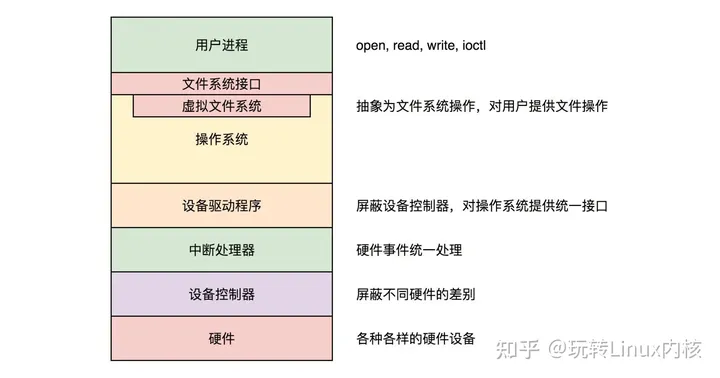 用户进程
open, read, write, ioctl
文件系统接口
虚拟文件系统
抽象为文件系统操作，对用户提供文件操作
操作系统
设备驱动程序
屏蔽设备控制器，对操作系统提供统一接口
中断处理器
硬件事件统一处理
设备控制器
屏蔽不同硬件的差别
硬件
各种各样的硬件设备
知乎 @玩转Linux内核